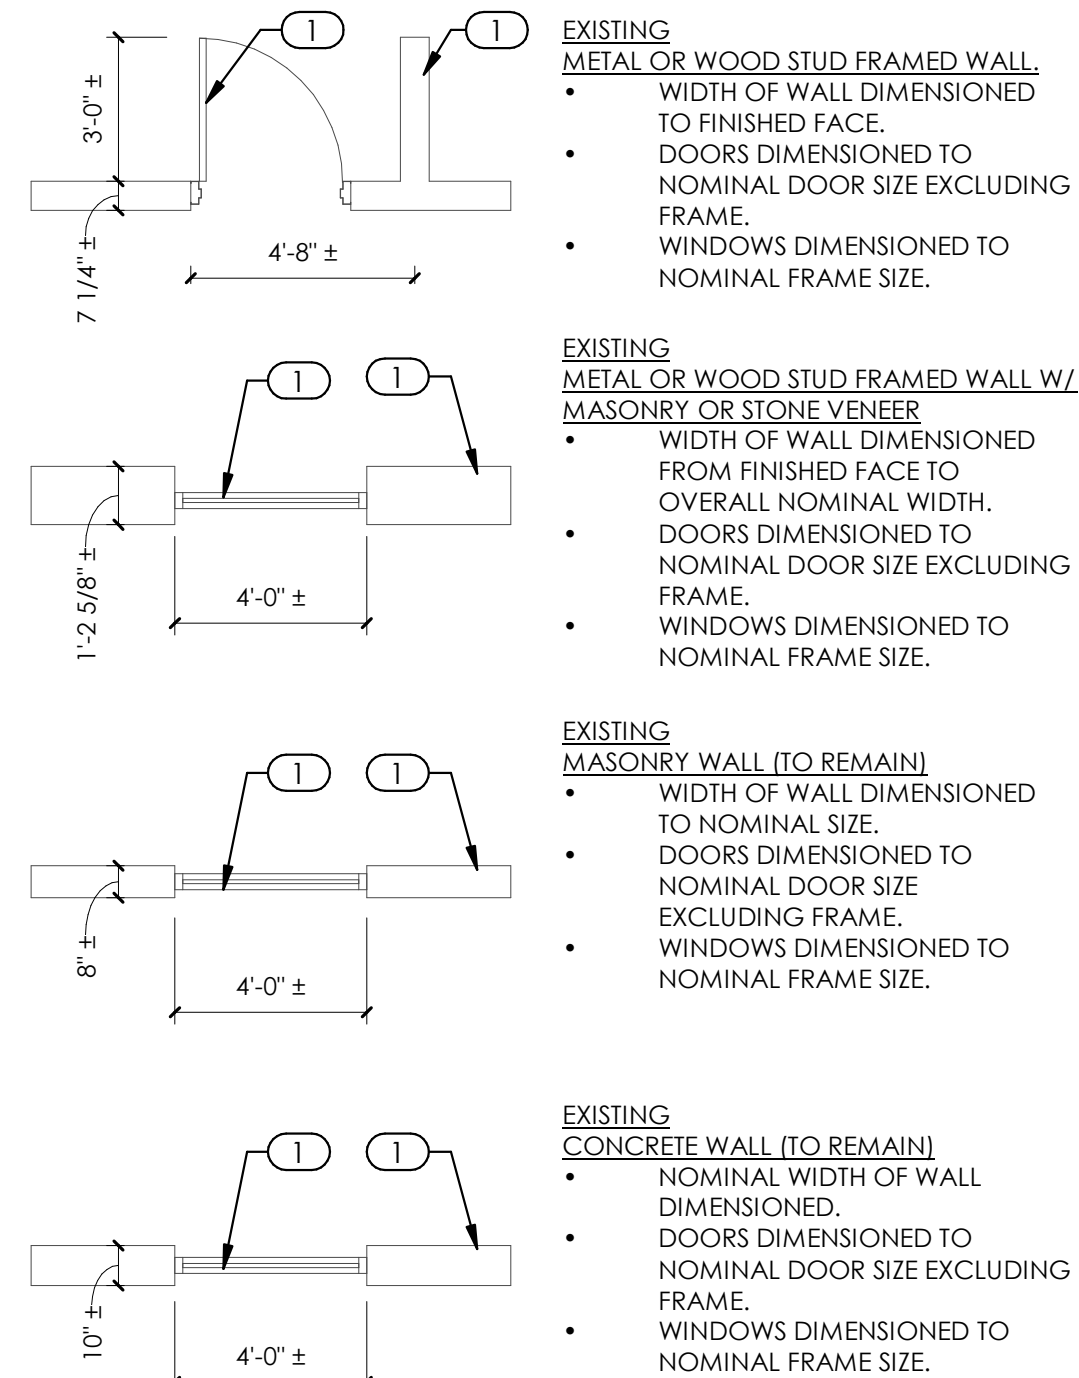 1
1
3'-0" ±
7 1/4" ±
4'-8" ±
EXISTING
METAL OR WOOD STUD FRAMED WALL.
• WIDTH OF WALL DIMENSIONED
TO FINISHED FACE.
• DOORS DIMENSIONED TO
NOMINAL DOOR SIZE EXCLUDING
FRAME.
• WINDOWS DIMENSIONED TO
NOMINAL FRAME SIZE.
1
1
1'-2 5/8" ±
4'-0" ±
EXISTING
METAL OR WOOD STUD FRAMED WALL W/
MASONRY OR STONE VENEER
• WIDTH OF WALL DIMENSIONED
FROM FINISHED FACE TO
OVERALL NOMINAL WIDTH.
• DOORS DIMENSIONED TO
NOMINAL DOOR SIZE EXCLUDING
FRAME.
• WINDOWS DIMENSIONED TO
NOMINAL FRAME SIZE.
1
1
8" ±
4'-0" ±
EXISTING
MASONRY WALL (TO REMAIN)
• WIDTH OF WALL DIMENSIONED
TO NOMINAL SIZE.
• DOORS DIMENSIONED TO
NOMINAL DOOR SIZE
EXCLUDING FRAME.
• WINDOWS DIMENSIONED TO
NOMINAL FRAME SIZE.
1
1
10" ±
4'-0" ±
EXISTING
CONCRETE WALL (TO REMAIN)
• NOMINAL WIDTH OF WALL
DIMENSIONED.
• DOORS DIMENSIONED TO
NOMINAL DOOR SIZE EXCLUDING
FRAME.
• WINDOWS DIMENSIONED TO
NOMINAL FRAME SIZE.